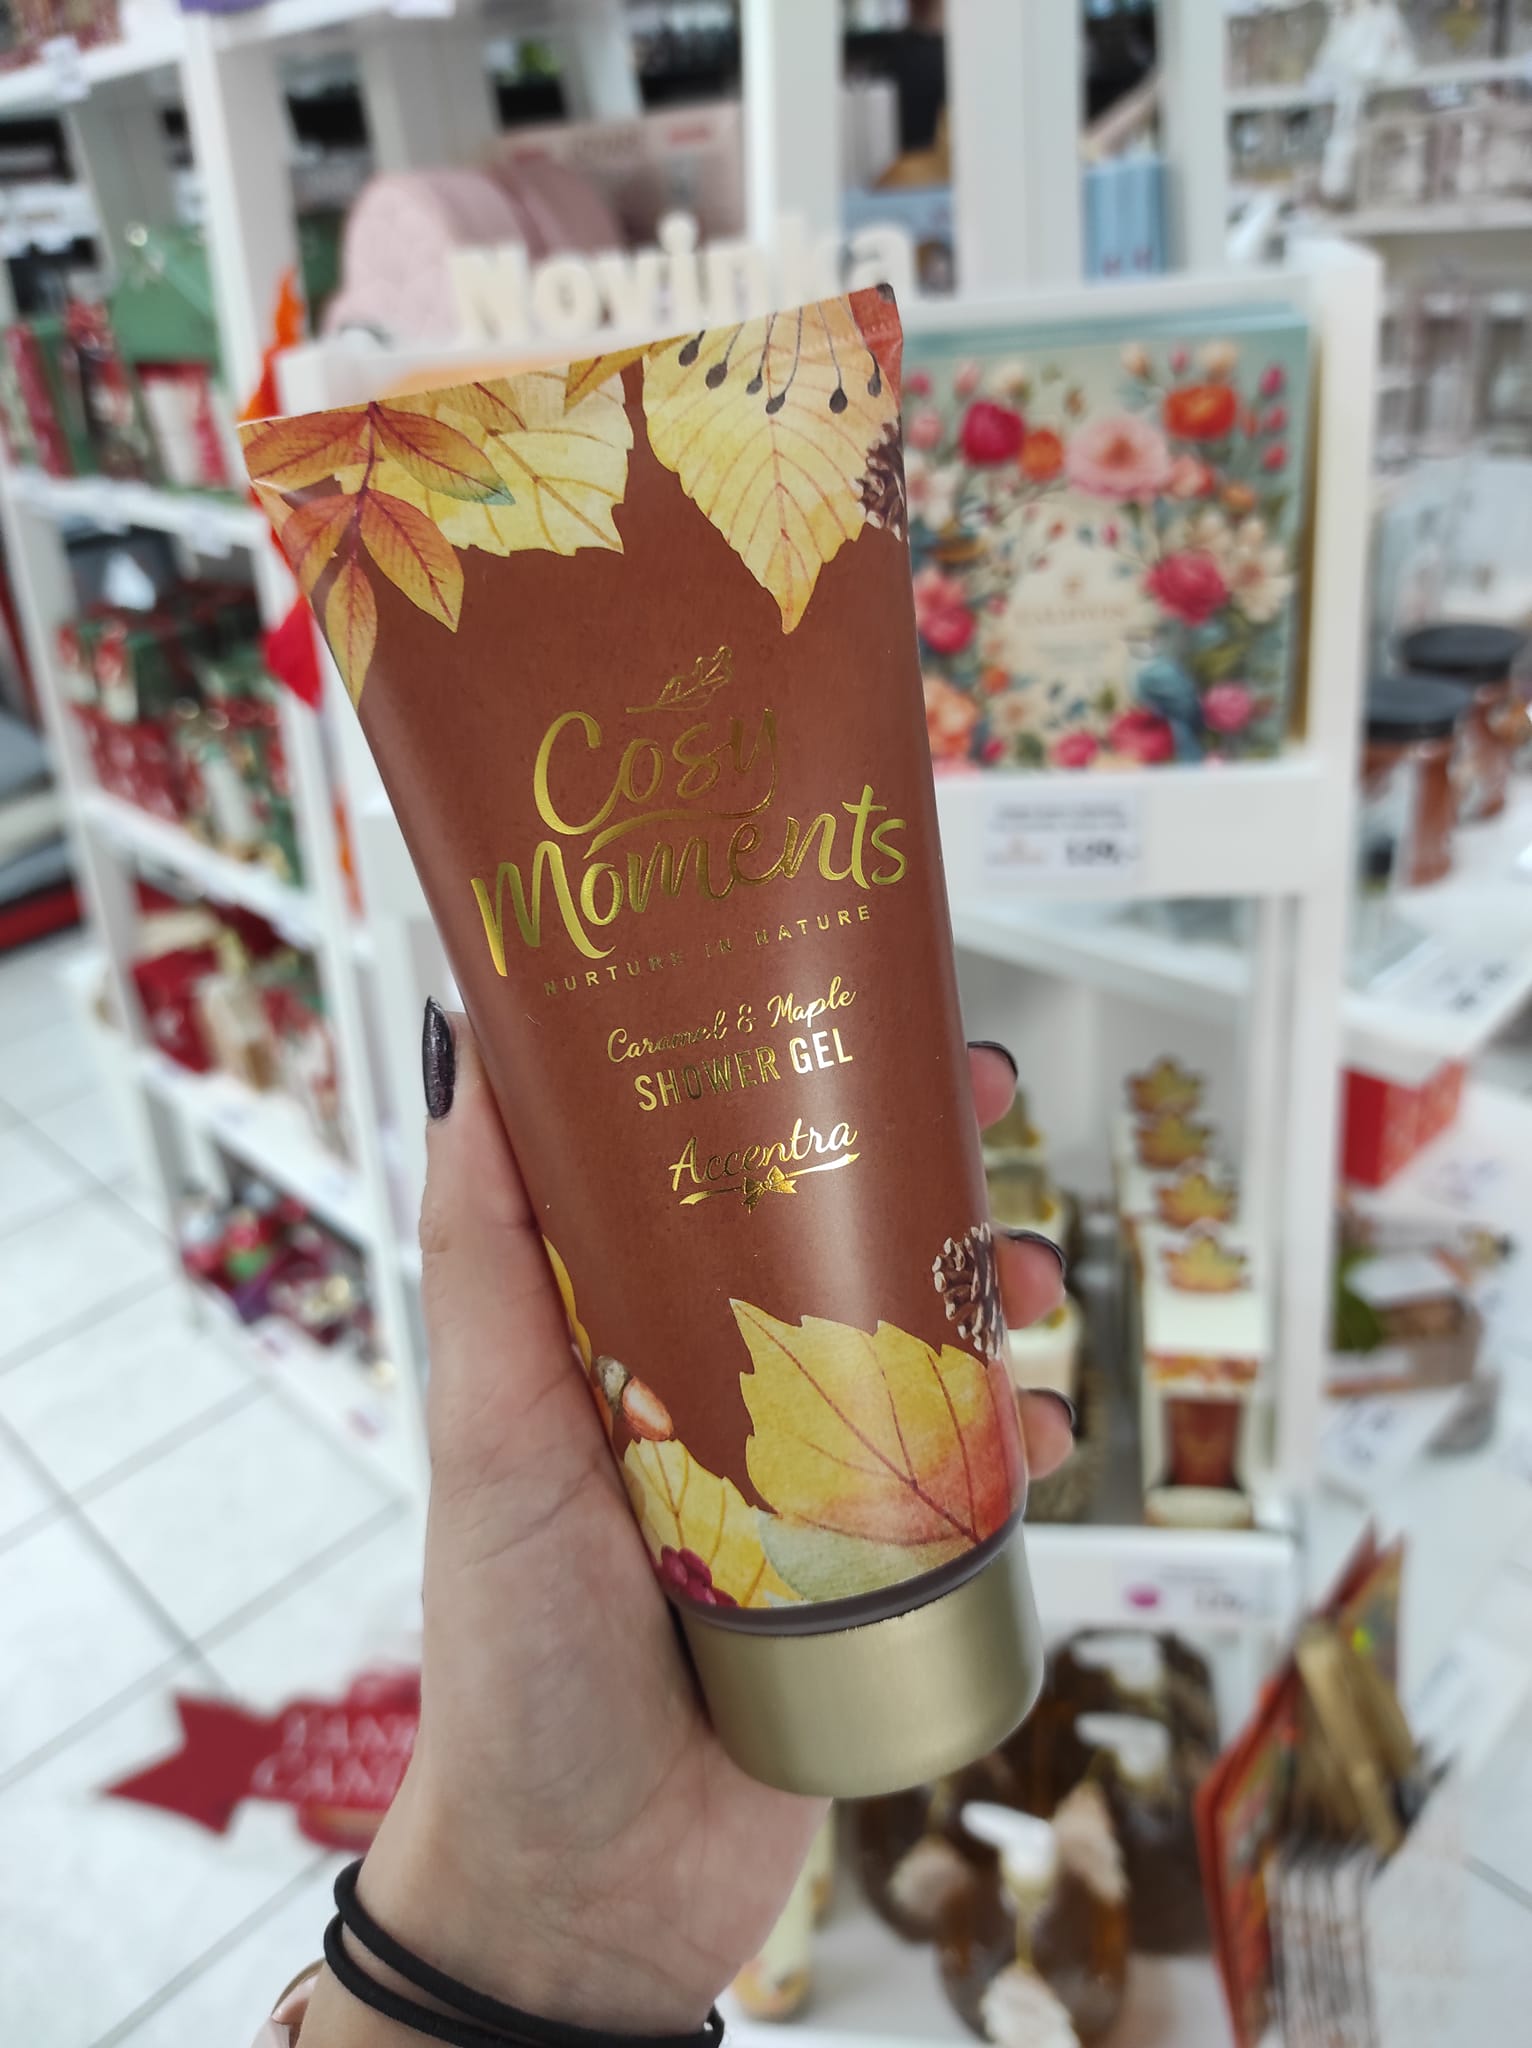 Novinka
Cosy
Moments
NURTURE IN NATURE
Caramel & Maple
SHOWER GEL
Accentra